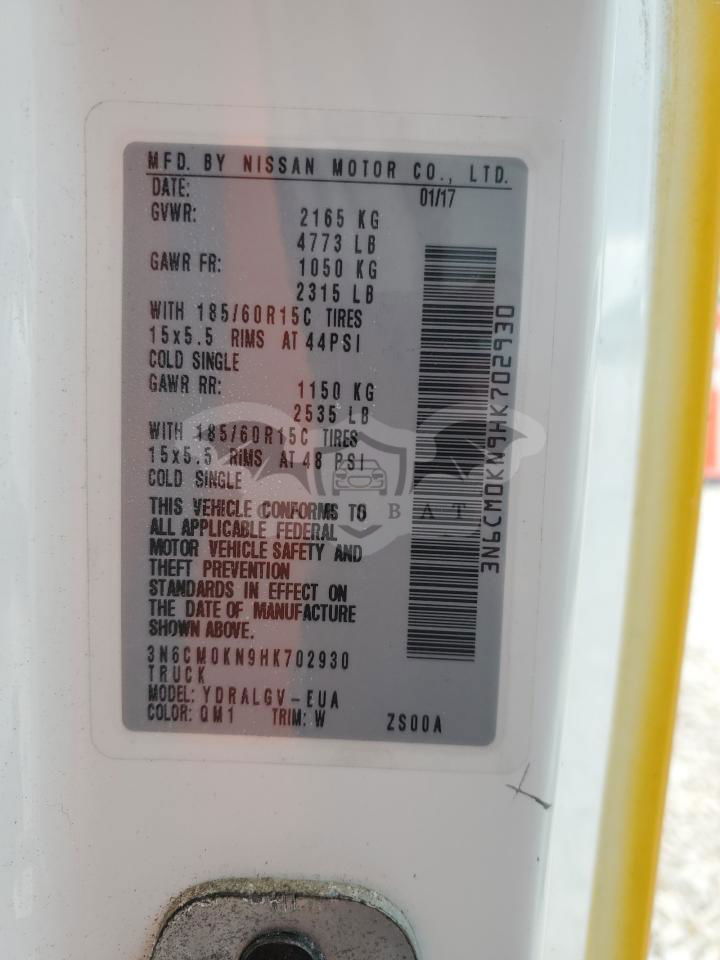 MFD. BY NISSAN MOTOR CO., LTD.
DATE: 01/17
GVWR: 2165 KG
4773 LB
GAWR FR: 1050 KG
2315 LB
WITH 185/60R15C TIRES
15x5.5 RIMS AT 44PSI
COLD SINGLE
GAWR RR: 1150 KG
2535 LB
WITH 185/60R15C TIRES
15x5.5 RIMS AT 48 PSI
COLD SINGLE
THIS VEHICLE CONFORMS TO
ALL APPLICABLE FEDERAL
MOTOR VEHICLE SAFETY AND
THEFT PREVENTION
STANDARDS IN EFFECT ON
THE DATE OF MANUFACTURE
SHOWN ABOVE.
3N6CM0KN9HK702930
TRUCK
MODEL: YDRALGV-EUA
COLOR: QM1 TRIM: W ZS00A
3N6CM0KN9HK702930